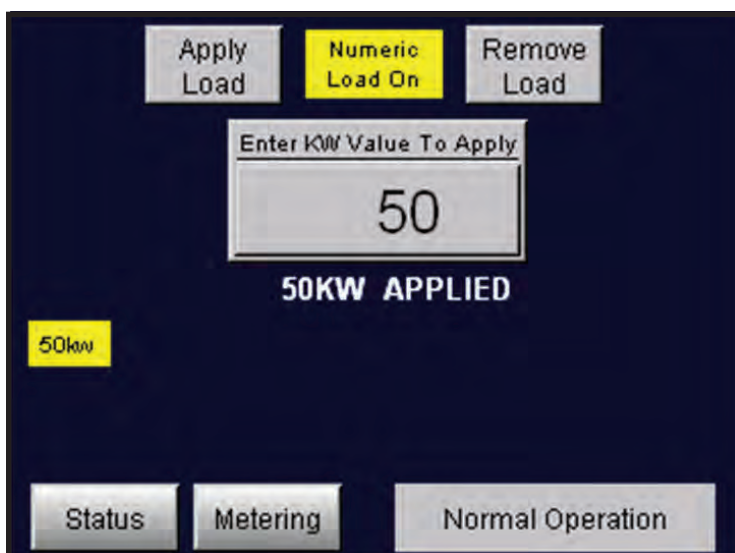 Apply
Load
Numeric
Load On
Remove
Load
Enter KW Value To Apply
50
50KW APPLIED
50kw
Status
Metering
Normal Operation